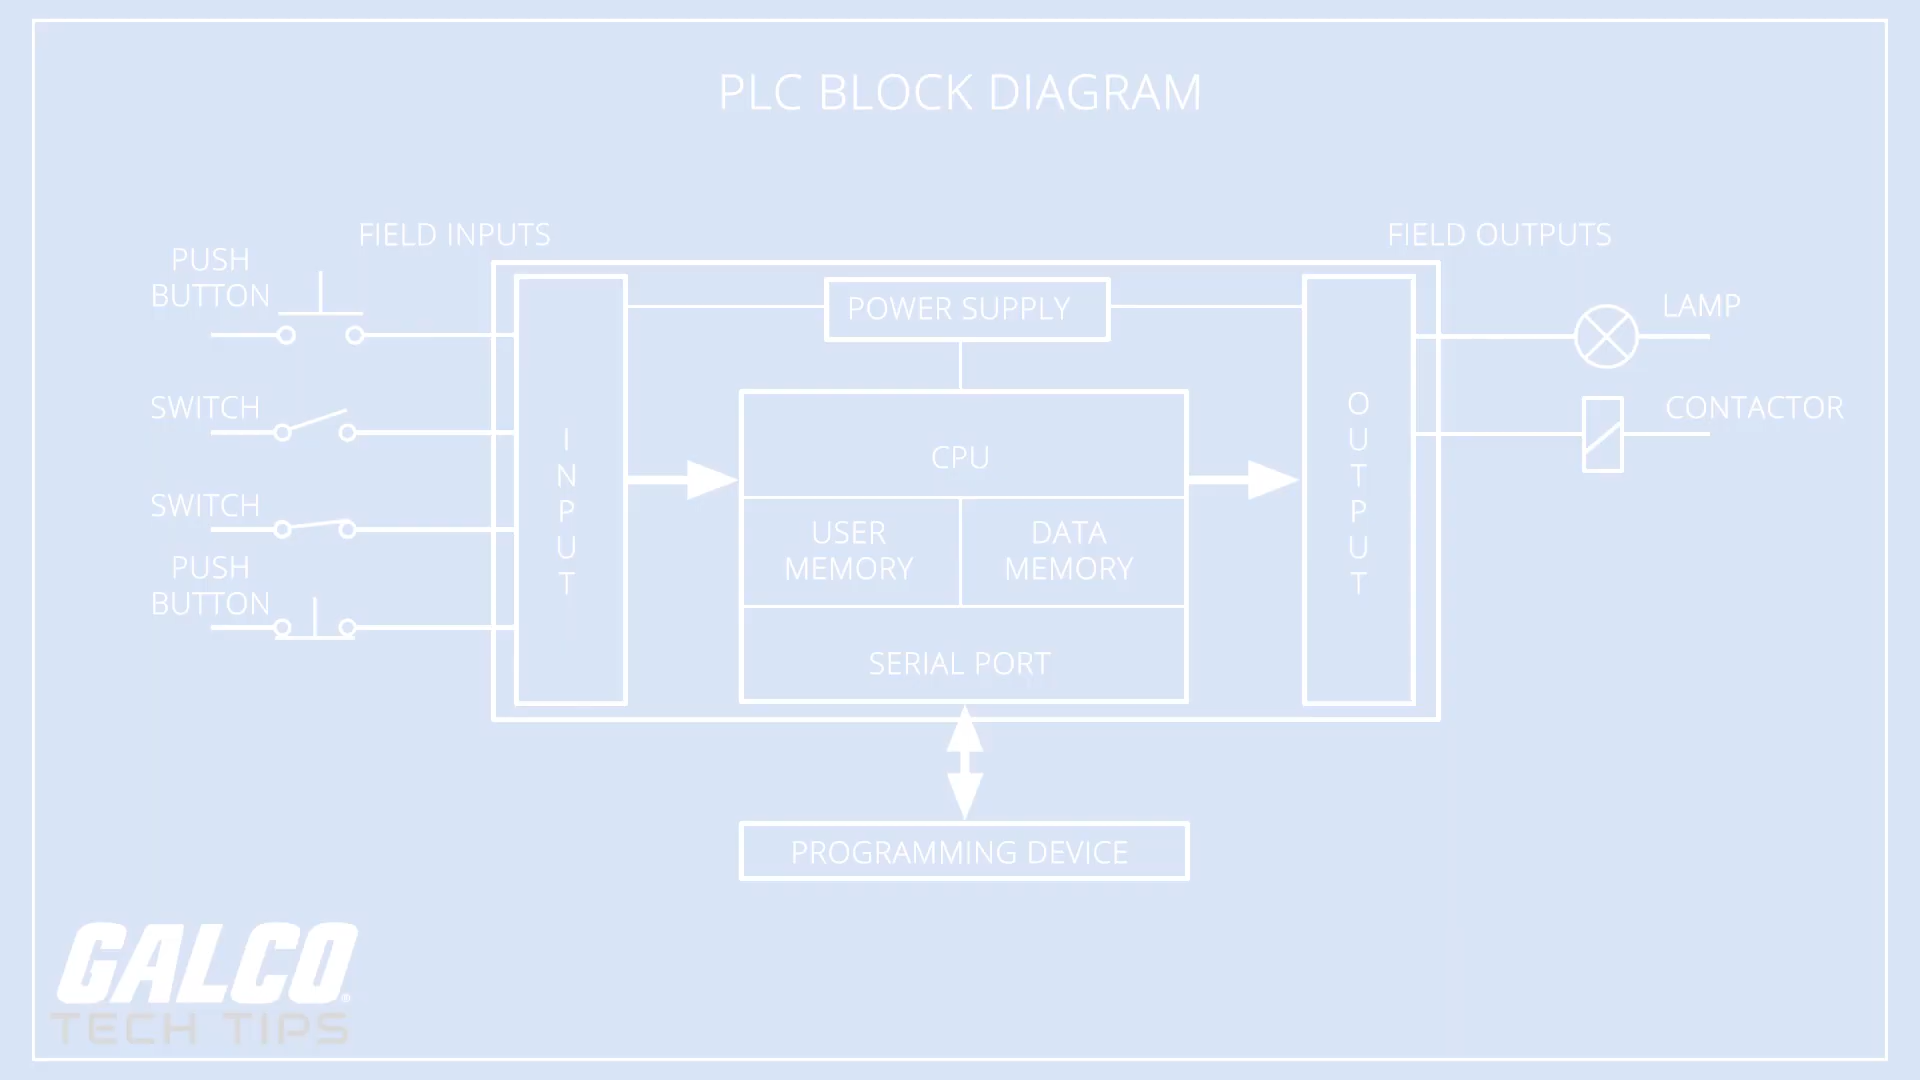 PLC BLOCK DIAGRAM
FIELD INPUTS
FIELD OUTPUTS
PUSH
BUTTON
SWITCH
SWITCH
PUSH
BUTTON
INPUT
POWER SUPPLY
CPU
USER
MEMORY
DATA
MEMORY
SERIAL PORT
OUTPUT
LAMP
CONTACTOR
PROGRAMMING DEVICE
GALCO®
TECH TIPS